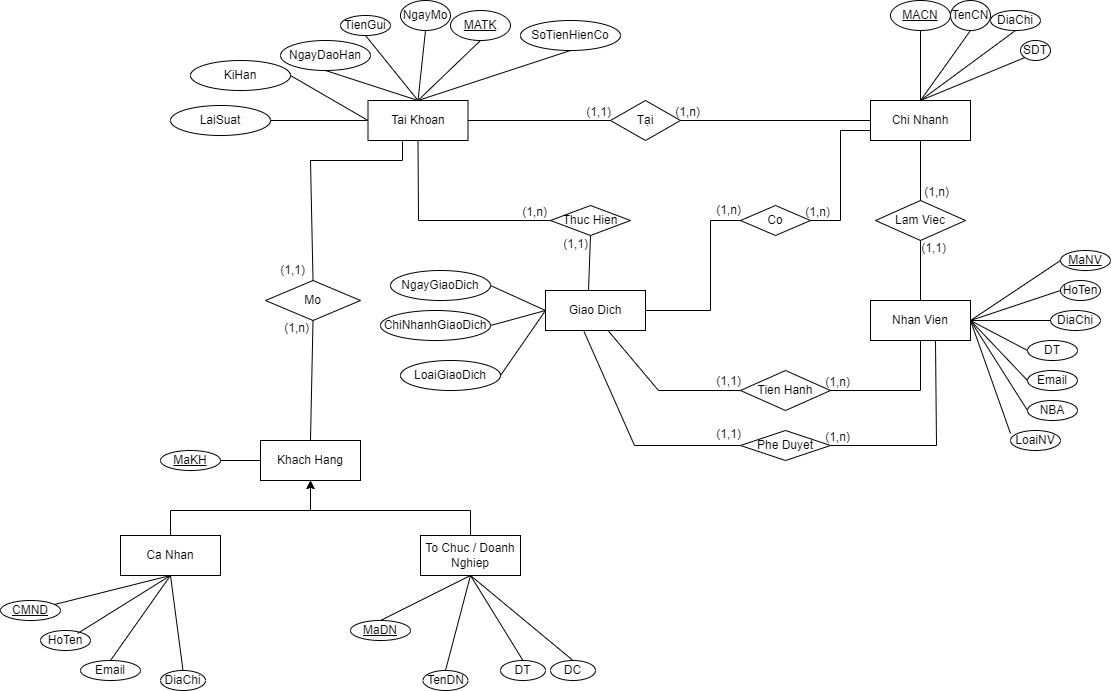 NgayMo
MATK
TienGui
SoTienHienCo
NgayDaoHan
KiHan
LaiSuat
Tai Khoan
(1,1)
Tại
(1,n)
MACN
TenCN
DiaChi
SDT
Chi Nhanh
(1,n)
Thuc Hien
(1,1)
(1,n)
Co
(1,n)
(1,n)
Lam Viec
(1,1)
(1,1)
Mo
(1,n)
NgayGiaoDich
ChiNhanhGiaoDich
LoaiGiaoDich
Giao Dich
Nhan Vien
MaNV
HoTen
DiaChi
DT
Email
NBA
LoaiNV
(1,1)
Tien Hanh
(1,n)
(1,1)
Phe Duyet
(1,n)
MaKH
Khach Hang
Ca Nhan
To Chuc / Doanh
Nghiep
CMND
HoTen
Email
DiaChi
MaDN
TenDN
DT
DC